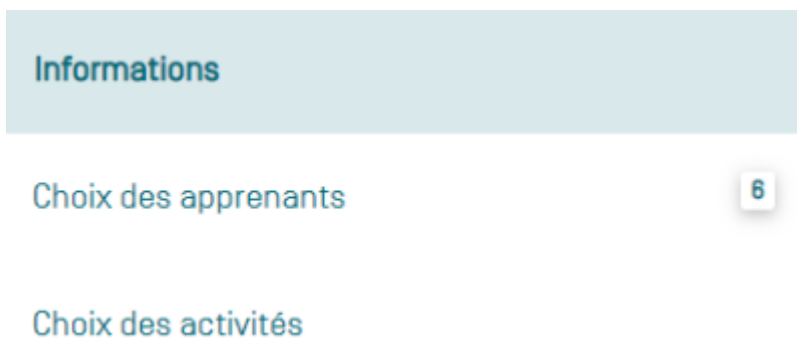 Informations
Choix des apprenants 6
Choix des activités